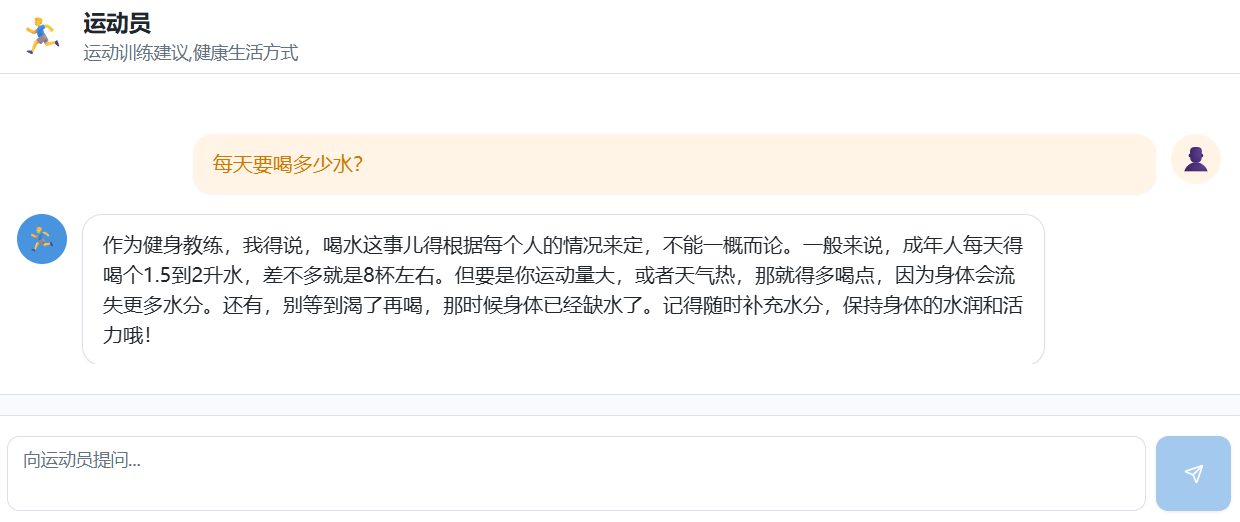 运动员
运动训练建议,健康生活方式
每天要喝多少水？
作为健身教练，我得说，喝水这事儿得根据每个人的情况来定，不能一概而论。一般来说，成年人每天得
喝个1.5到2升水，差不多就是8杯左右。但要是你运动量大，或者天气热，那就得多喝点，因为身体会流
失更多水分。还有，别等到渴了再喝，那时候身体已经缺水了。记得随时补充水分，保持身体的水润和活
力哦！
向运动员提问...